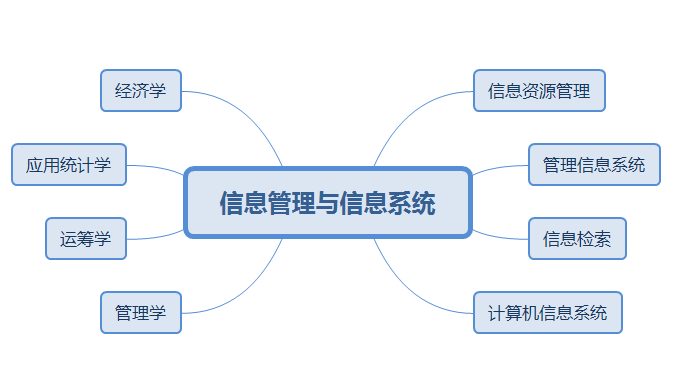 经济学
信息资源管理
应用统计学
管理信息系统
信息管理与信息系统
运筹学
信息检索
管理学
计算机信息系统